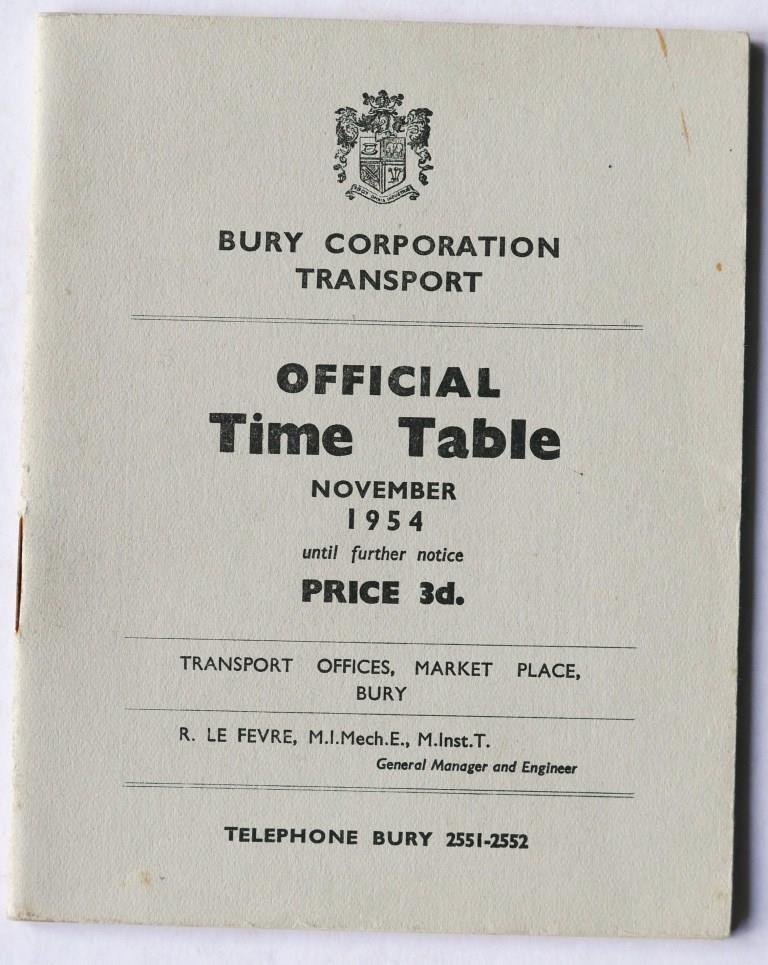 BURY CORPORATION
TRANSPORT
OFFICIAL
Time Table
NOVEMBER
1954
until further notice
PRICE 3d.
TRANSPORT OFFICES, MARKET PLACE,
BURY
R. LE FEVRE, M.I.Mech.E., M.Inst.T.
General Manager and Engineer
TELEPHONE BURY 2551-2552